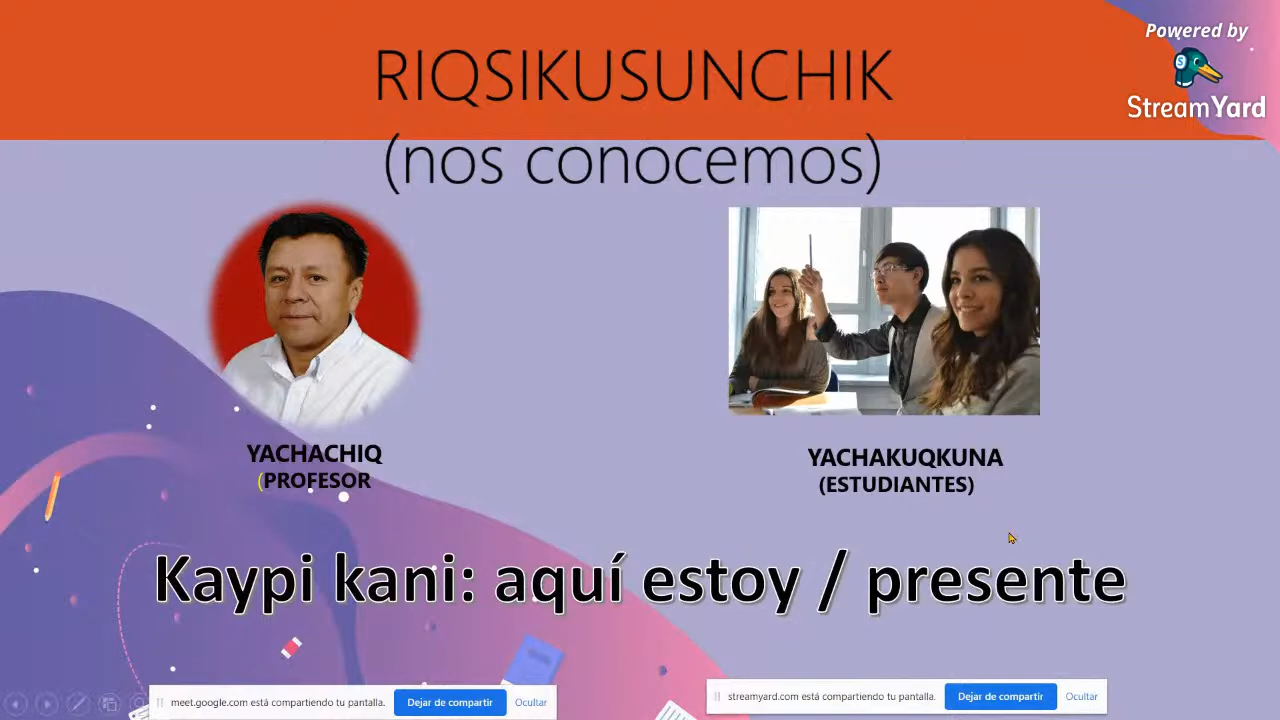 Powered by
StreamYard
RIQSIKUSUNCHIK
(nos conocemos)
YACHACHIQ
(PROFESOR
YACHAKUQKUNA
(ESTUDIANTES)
Kaypi kani: aquí estoy / presente
meet.google.com está compartiendo tu pantalla. Dejar de compartir Ocultar
streamyard.com está compartiendo tu pantalla. Dejar de compartir Ocultar